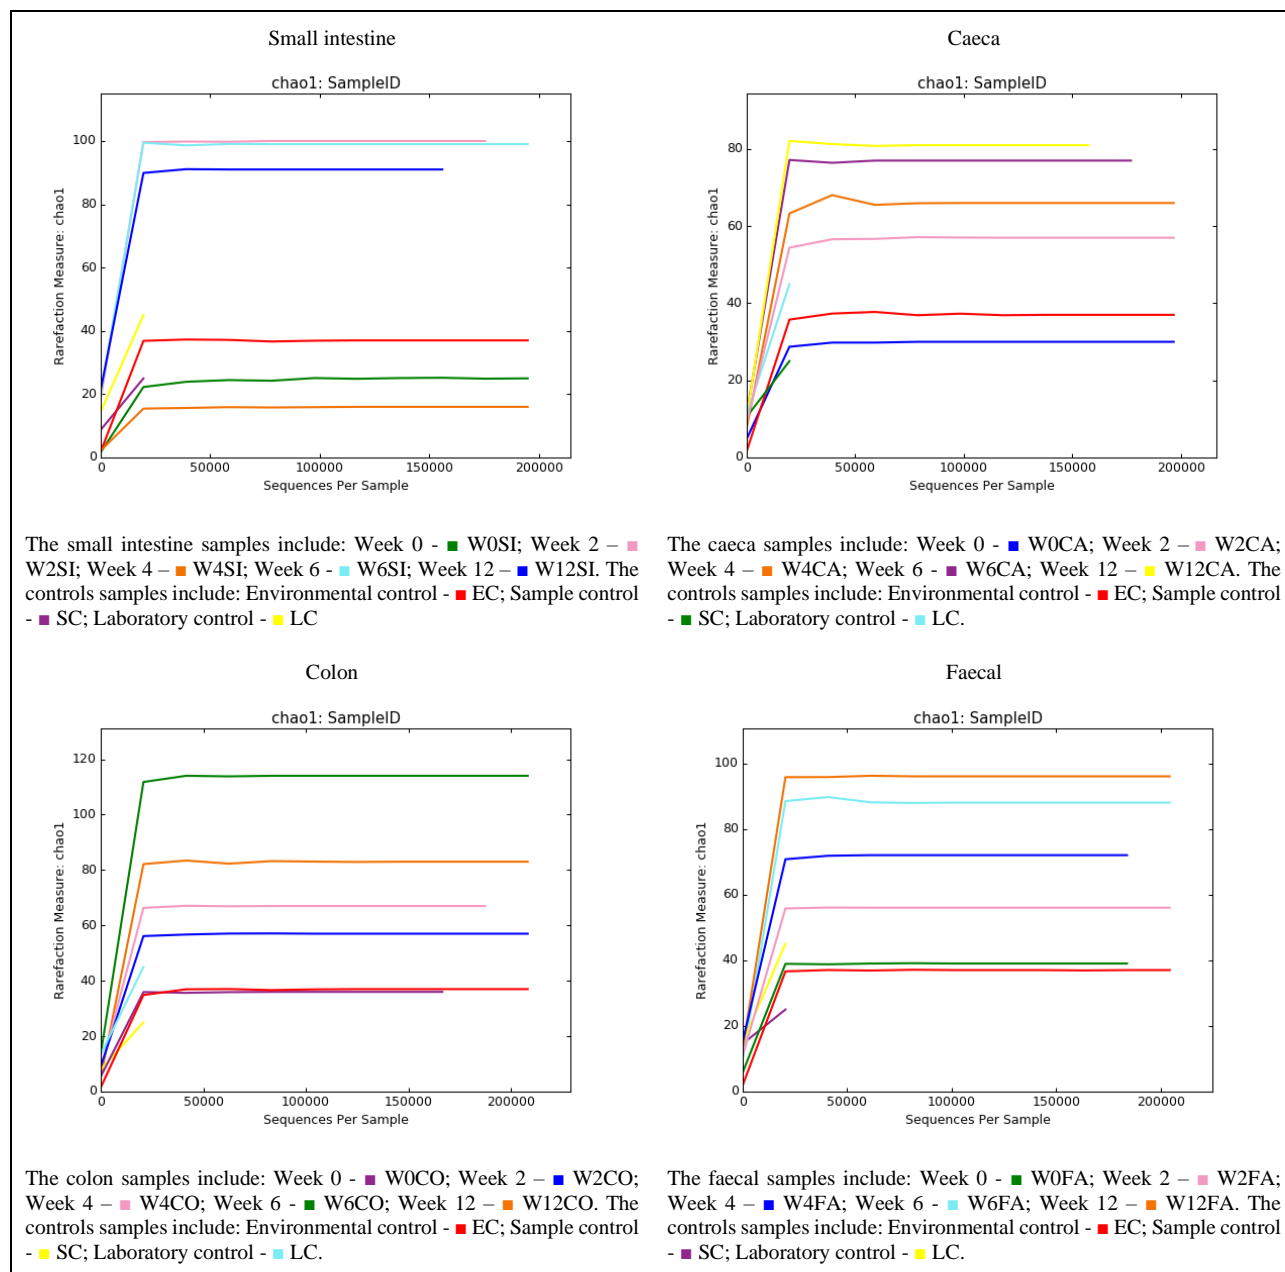 Small intestine
chao1: SampleID
Rarefaction Measure: chao1
100
80
60
40
20
0
0 50000 100000 150000 200000
Sequences Per Sample
The small intestine samples include: Week 0 - ■ W0SI; Week 2 – ■
W2SI; Week 4 – ■ W4SI; Week 6 - ■ W6SI; Week 12 – ■ W12SI. The
controls samples include: Environmental control - ■ EC; Sample control
- ■ SC; Laboratory control - ■ LC
Caeca
chao1: SampleID
Rarefaction Measure: chao1
80
60
40
20
0
0 50000 100000 150000 200000
Sequences Per Sample
The caeca samples include: Week 0 - ■ W0CA; Week 2 – ■ W2CA;
Week 4 – ■ W4CA; Week 6 - ■ W6CA; Week 12 – ■ W12CA. The
controls samples include: Environmental control - ■ EC; Sample control
- ■ SC; Laboratory control - ■ LC.
Colon
chao1: SampleID
Rarefaction Measure: chao1
120
100
80
60
40
20
0
0 50000 100000 150000 200000
Sequences Per Sample
The colon samples include: Week 0 - ■ W0CO; Week 2 – ■ W2CO;
Week 4 – ■ W4CO; Week 6 - ■ W6CO; Week 12 – ■ W12CO. The
controls samples include: Environmental control - ■ EC; Sample control
- ■ SC; Laboratory control - ■ LC.
Faecal
chao1: SampleID
Rarefaction Measure: chao1
100
80
60
40
20
0
0 50000 100000 150000 200000
Sequences Per Sample
The faecal samples include: Week 0 - ■ W0FA; Week 2 – ■ W2FA;
Week 4 – ■ W4FA; Week 6 - ■ W6FA; Week 12 – ■ W12FA. The
controls samples include: Environmental control - ■ EC; Sample control
- ■ SC; Laboratory control - ■ LC.